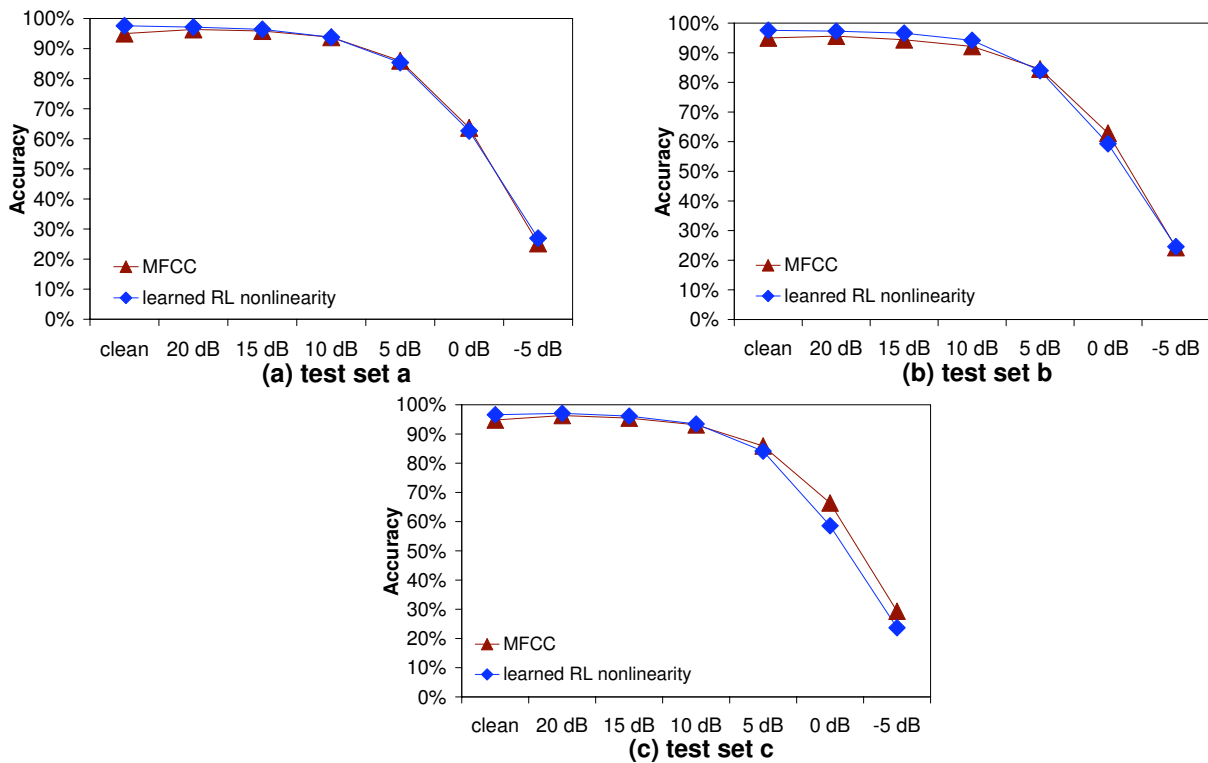 100%
90%
80%
70%
60%
50%
40%
30%
20%
10%
0%
Accuracy
MFCC
learned RL nonlinearity
clean 20 dB 15 dB 10 dB 5 dB 0 dB -5 dB
(a) test set a
100%
90%
80%
70%
60%
50%
40%
30%
20%
10%
0%
Accuracy
MFCC
leanred RL nonlinearity
clean 20 dB 15 dB 10 dB 5 dB 0 dB -5 dB
(b) test set b
100%
90%
80%
70%
60%
50%
40%
30%
20%
10%
0%
Accuracy
MFCC
learned RL nonlinearity
clean 20 dB 15 dB 10 dB 5 dB 0 dB -5 dB
(c) test set c